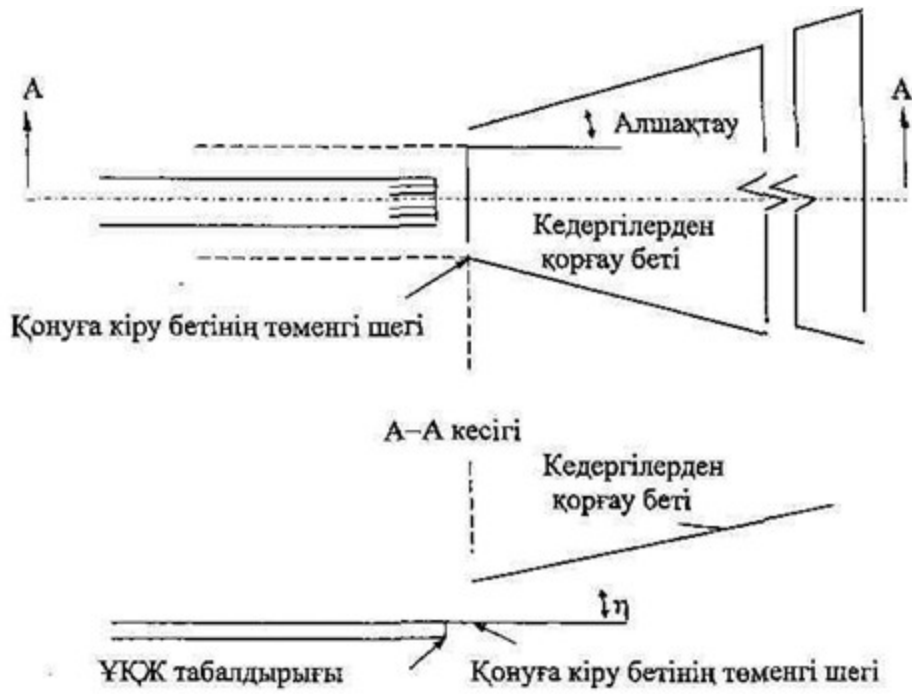 А
А
Алшақтау
Кедергілерден
қорғау беті
Қонуға кіру бетінің төменгі шегі
А–А кесігі
Кедергілерден
қорғау беті
η
ҰҚЖ табалдырығы
Қонуға кіру бетінің төменгі шегі